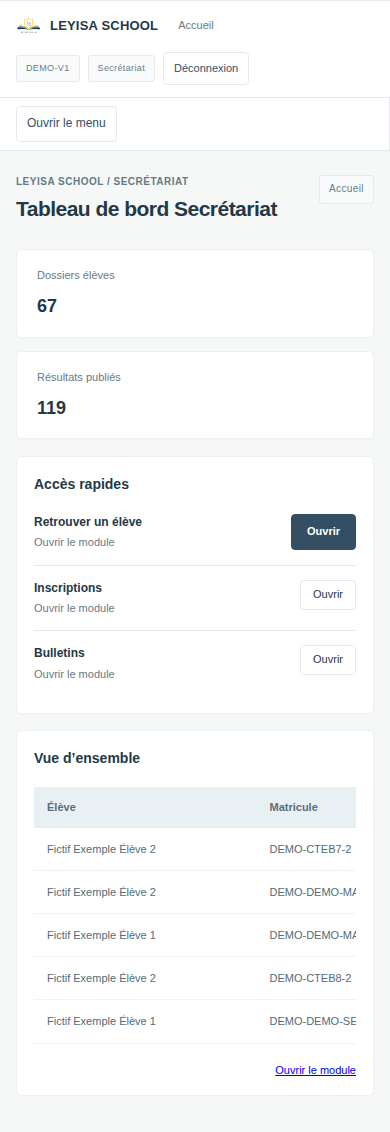 LEYISA SCHOOL
Accueil
DEMO-V1
Secrétariat
Déconnexion
Ouvrir le menu
LEYISA SCHOOL / SECRÉTARIAT
Accueil
Tableau de bord Secrétariat
Dossiers élèves
67
Résultats publiés
119
Accès rapides
Retrouver un élève
Ouvrir le module
Ouvrir
Inscriptions
Ouvrir le module
Ouvrir
Bulletins
Ouvrir le module
Ouvrir
Vue d’ensemble
Élève Matricule
Fictif Exemple Élève 2 DEMO-CTEB7-2
Fictif Exemple Élève 2 DEMO-DEMO-MA
Fictif Exemple Élève 1 DEMO-DEMO-MA
Fictif Exemple Élève 2 DEMO-CTEB8-2
Fictif Exemple Élève 1 DEMO-DEMO-SE
Ouvrir le module